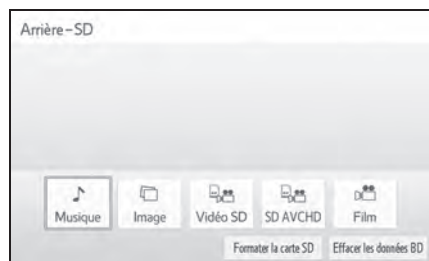 Arrière-SD
Musique Image Vidéo SD SD AVCHD Film
Formater la carte SD Effacer les données BD